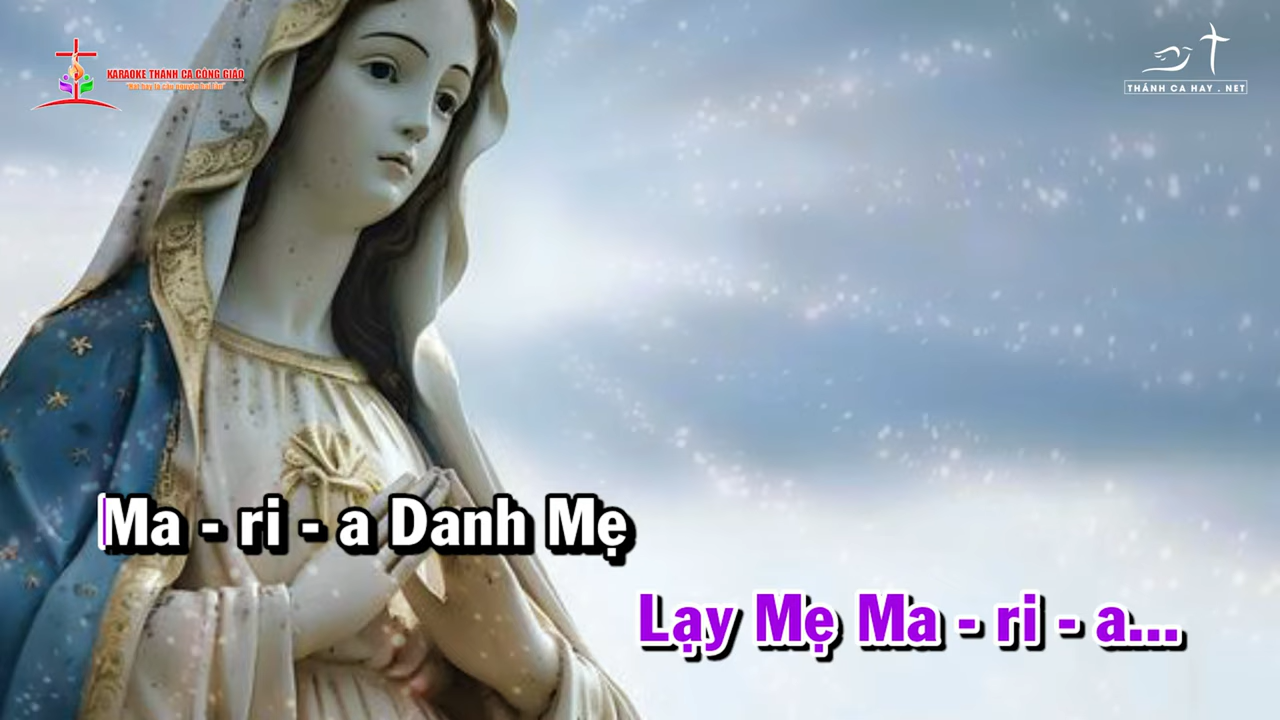 KARAOKE THÁNH CA CÔNG GIÁO
THÁNH CA HAY . NET
Ma - ri - a Danh Mẹ
Lạy Mẹ Ma - ri - a...